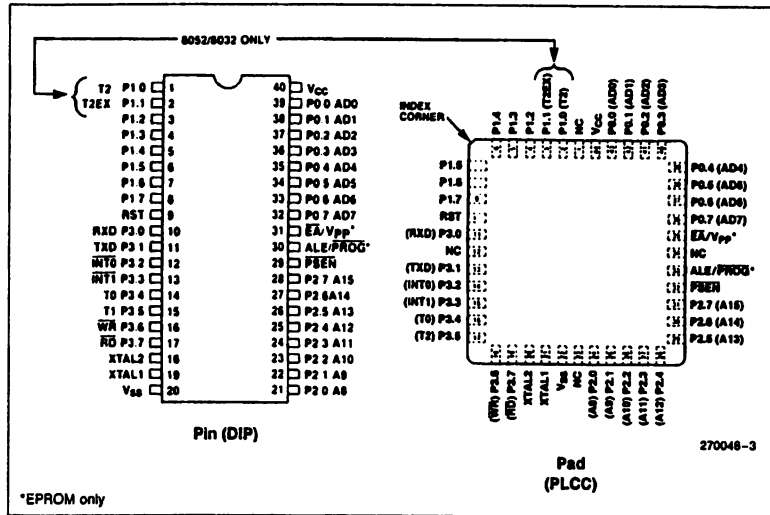 8052/8032 ONLY
T2 P1 0 1
T2EX P1.1 2
P1.2 3
P1.3 4
P1.4 5
P1.5 6
P1.6 7
P1 7 8
RST 9
RXD P3.0 10
TXD P3 1 11
INT0 P3 2 12
INT1 P3 3 13
T0 P3 4 14
T1 P3 5 15
WR P3.6 16
RD P3.7 17
XTAL2 18
XTAL1 19
VSS 20
40 VCC
39 P0 0 AD0
38 P0.1 AD1
37 P0.2 AD2
36 P0.3 AD3
35 P0 4 AD4
34 P0 5 AD5
33 P0 6 AD6
32 P0 7 AD7
31 EA/VPP*
30 ALE/PROG*
29 PSEN
28 P2 7 A15
27 P2 6A14
26 P2.5 A13
25 P2 4 A12
24 P2 3 A11
23 P2 2 A10
22 P2 1 A9
21 P2 0 A8
Pin (DIP)
INDEX
CORNER
P1.4
P1.3
P1.2
P1.1 (T2EX)
P1.0 (T2)
NC
VCC
P0.0 (AD0)
P0.1 (AD1)
P0.2 (AD2)
P0.3 (AD3)
P1.5
P1.6
P1.7
RST
(RXD) P3.0
NC
(TXD) P3.1
(INT0) P3.2
(INT1) P3.3
(T0) P3.4
(T2) P3.5
P0.4 (AD4)
P0.5 (AD5)
P0.6 (AD6)
P0.7 (AD7)
EA/VPP*
NC
ALE/PROG*
PSEN
P2.7 (A15)
P2.6 (A14)
P2.5 (A13)
(WR) P3.6
(RD) P3.7
XTAL2
XTAL1
VSS
NC
(A8) P2.0
(A9) P2.1
(A10) P2.2
(A11) P2.3
(A12) P2.4
270048-3
Pad
(PLCC)
*EPROM only